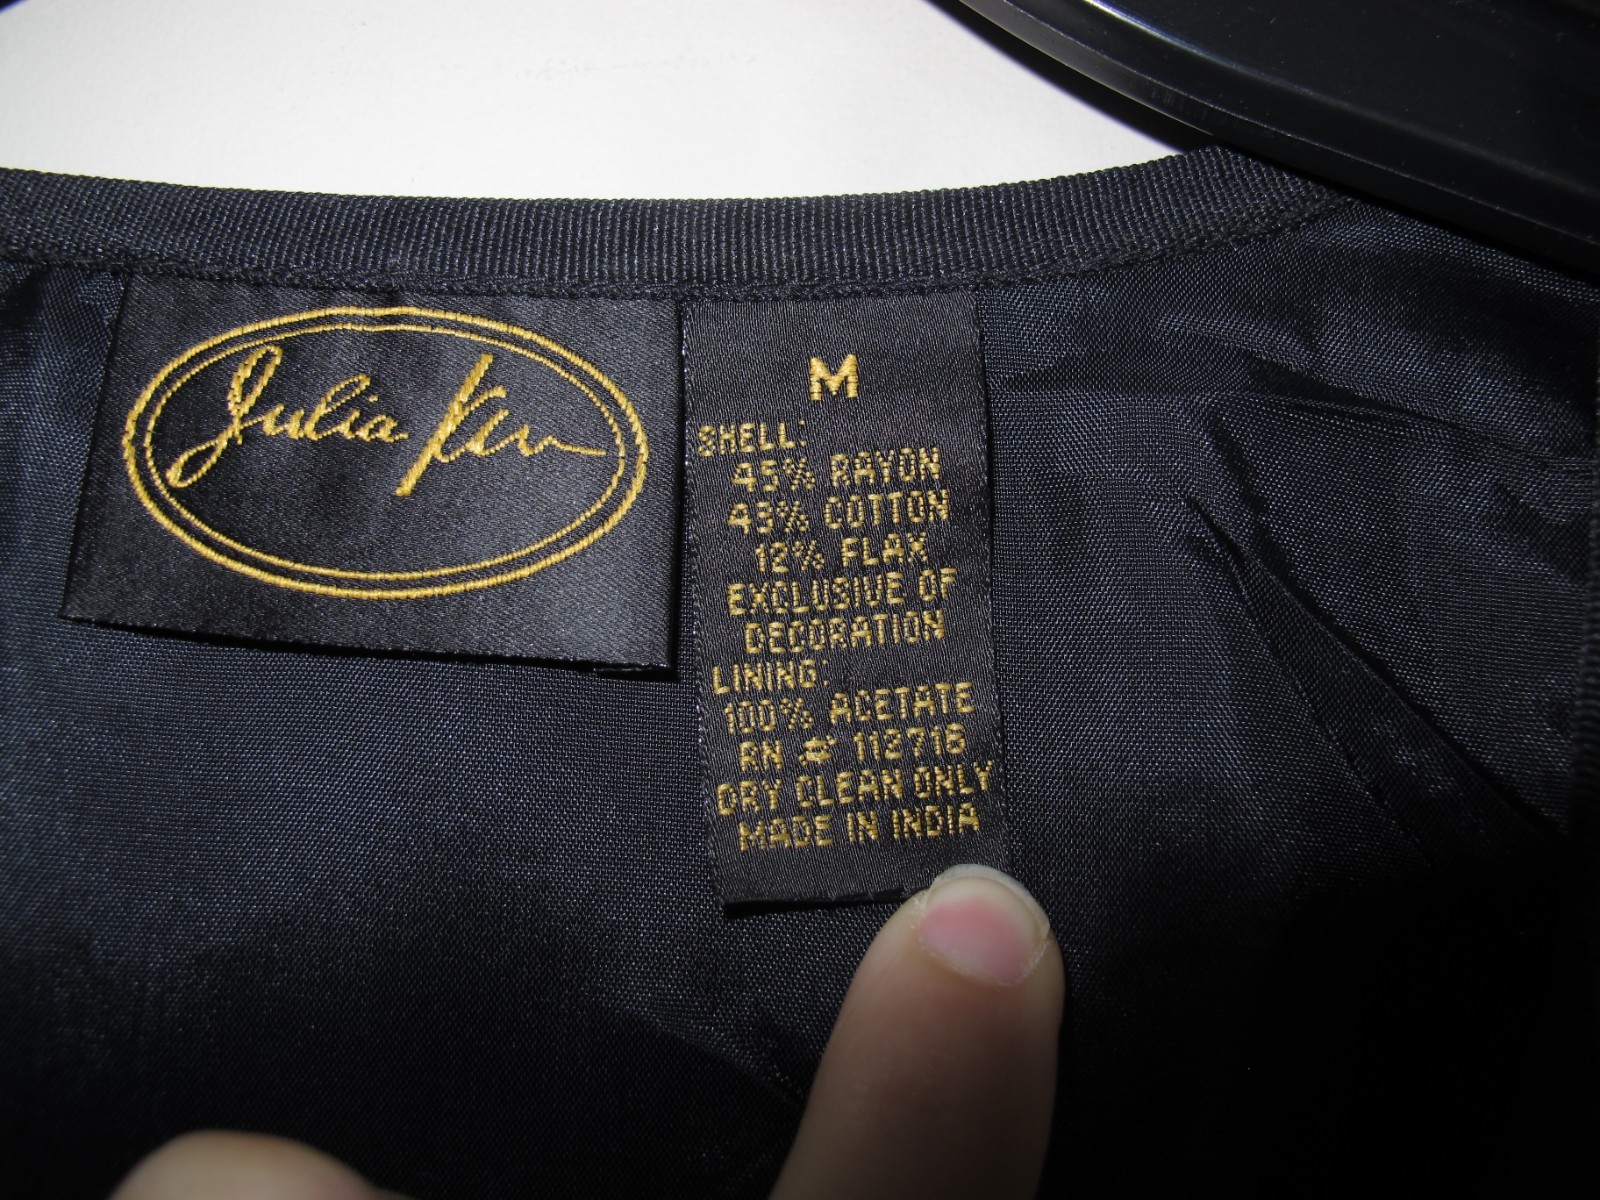 Julia Ken
M
SHELL:
45% RAYON
43% COTTON
12% FLAX
EXCLUSIVE OF
DECORATION
LINING:
100% ACETATE
RN # 112716
DRY CLEAN ONLY
MADE IN INDIA